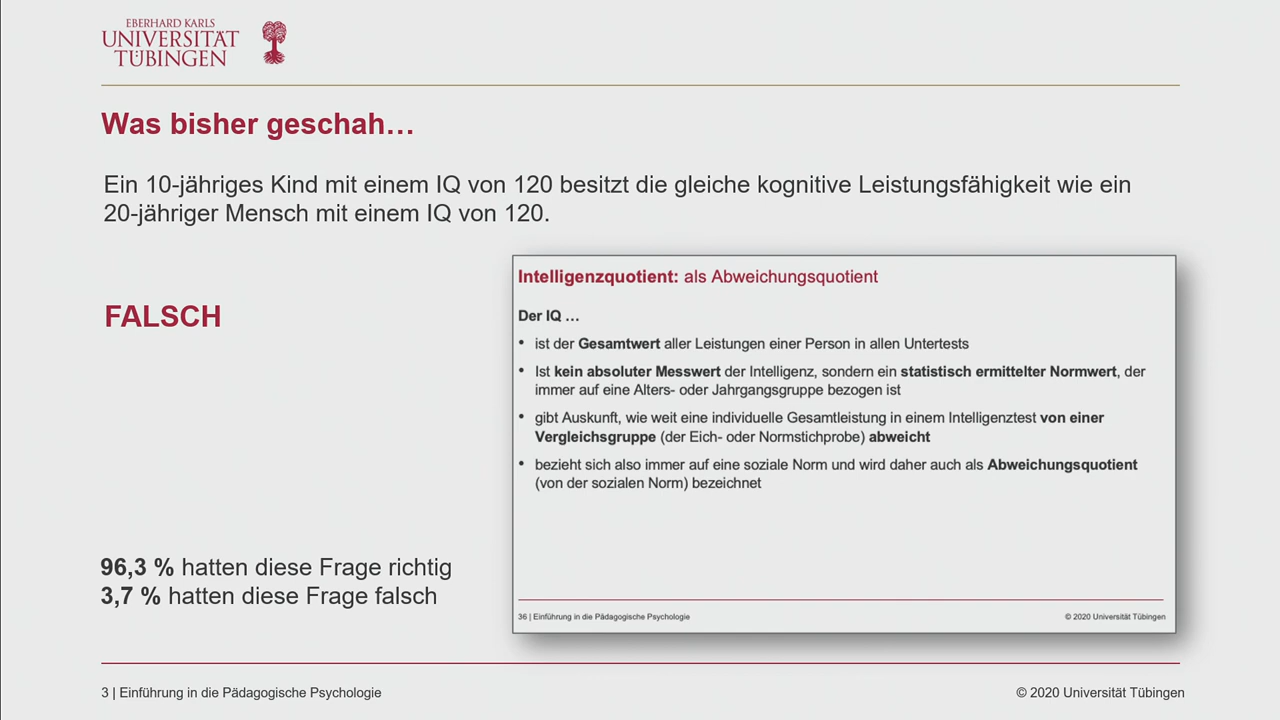 EBERHARD KARLS
UNIVERSITÄT
TÜBINGEN
Was bisher geschah…
Ein 10-jähriges Kind mit einem IQ von 120 besitzt die gleiche kognitive Leistungsfähigkeit wie ein
20-jähriger Mensch mit einem IQ von 120.
FALSCH
Intelligenzquotient: als Abweichungsquotient
Der IQ …
• ist der Gesamtwert aller Leistungen einer Person in allen Untertests
• Ist kein absoluter Messwert der Intelligenz, sondern ein statistisch ermittelter Normwert, der
immer auf eine Alters- oder Jahrgangsgruppe bezogen ist
• gibt Auskunft, wie weit eine individuelle Gesamtleistung in einem Intelligenztest von einer
Vergleichsgruppe (der Eich- oder Normstichprobe) abweicht
• bezieht sich also immer auf eine soziale Norm und wird daher auch als Abweichungsquotient
(von der sozialen Norm) bezeichnet
36 | Einführung in die Pädagogische Psychologie © 2020 Universität Tübingen
96,3 % hatten diese Frage richtig
3,7 % hatten diese Frage falsch
3 | Einführung in die Pädagogische Psychologie © 2020 Universität Tübingen